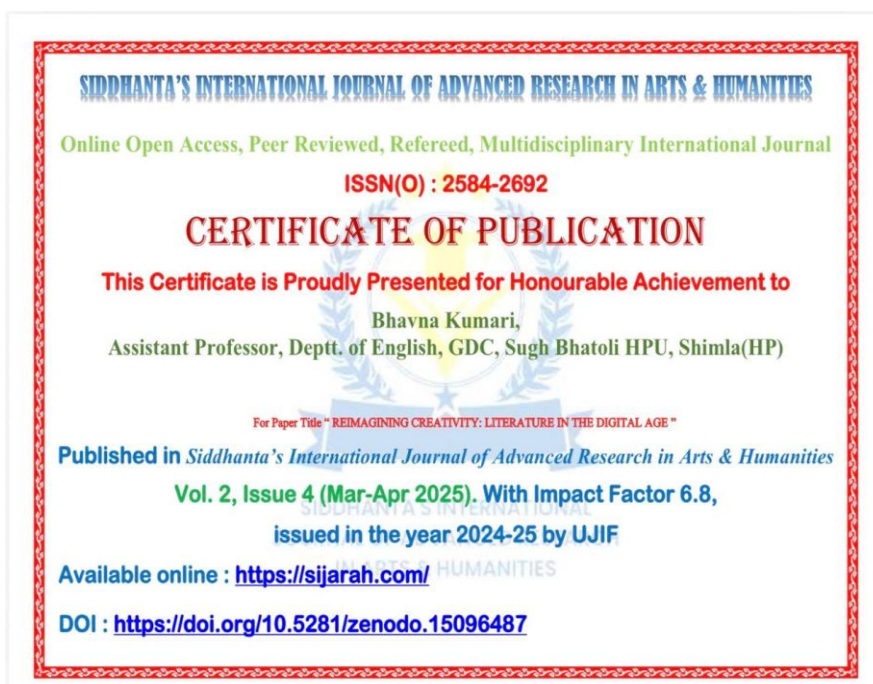 SIDDHANTA'S INTERNATIONAL JOURNAL OF ADVANCED RESEARCH IN ARTS & HUMANITIES
Online Open Access, Peer Reviewed, Refereed, Multidisciplinary International Journal
ISSN(O) : 2584-2692
CERTIFICATE OF PUBLICATION
This Certificate is Proudly Presented for Honourable Achievement to
Bhavna Kumari,
Assistant Professor, Deptt. of English, GDC, Sugh Bhatoli HPU, Shimla(HP)
For Paper Title “ REIMAGINING CREATIVITY: LITERATURE IN THE DIGITAL AGE ”
Published in Siddhanta's International Journal of Advanced Research in Arts & Humanities
Vol. 2, Issue 4 (Mar-Apr 2025). With Impact Factor 6.8,
SIDDHANTA'S INTERNATIONAL
issued in the year 2024-25 by UJIF
IN ARTS & HUMANITIES
Available online : https://sijarah.com/
DOI : https://doi.org/10.5281/zenodo.15096487